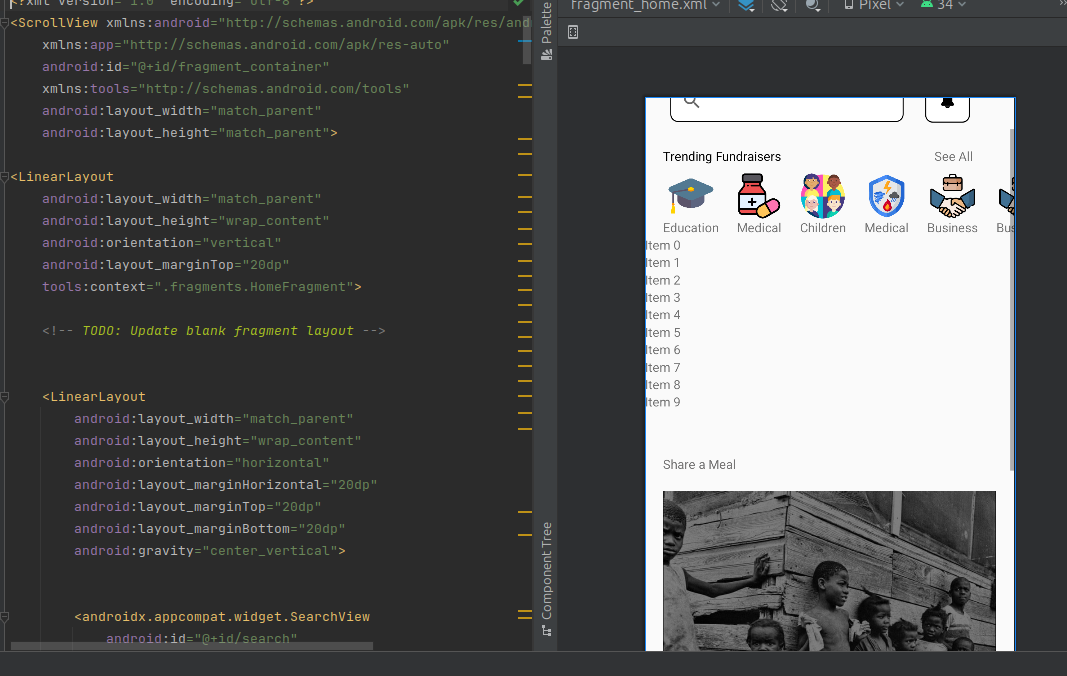 <?xml version="1.0" encoding="utf-8"?>
<ScrollView xmlns:android="http://schemas.android.com/apk/res/and
xmlns:app="http://schemas.android.com/apk/res-auto"
android:id="@+id/fragment_container"
xmlns:tools="http://schemas.android.com/tools"
android:layout_width="match_parent"
android:layout_height="match_parent">
<LinearLayout
android:layout_width="match_parent"
android:layout_height="wrap_content"
android:orientation="vertical"
android:layout_marginTop="20dp"
tools:context=".fragments.HomeFragment">
<!-- TODO: Update blank fragment layout -->
<LinearLayout
android:layout_width="match_parent"
android:layout_height="wrap_content"
android:orientation="horizontal"
android:layout_marginHorizontal="20dp"
android:layout_marginTop="20dp"
android:layout_marginBottom="20dp"
android:gravity="center_vertical">
<androidx.appcompat.widget.SearchView
android:id="@+id/search"
Palette
Component Tree
fragment_home.xml
Pixel
34
Trending Fundraisers
See All
Education
Medical
Children
Medical
Business
Bus
Item 0
Item 1
Item 2
Item 3
Item 4
Item 5
Item 6
Item 7
Item 8
Item 9
Share a Meal